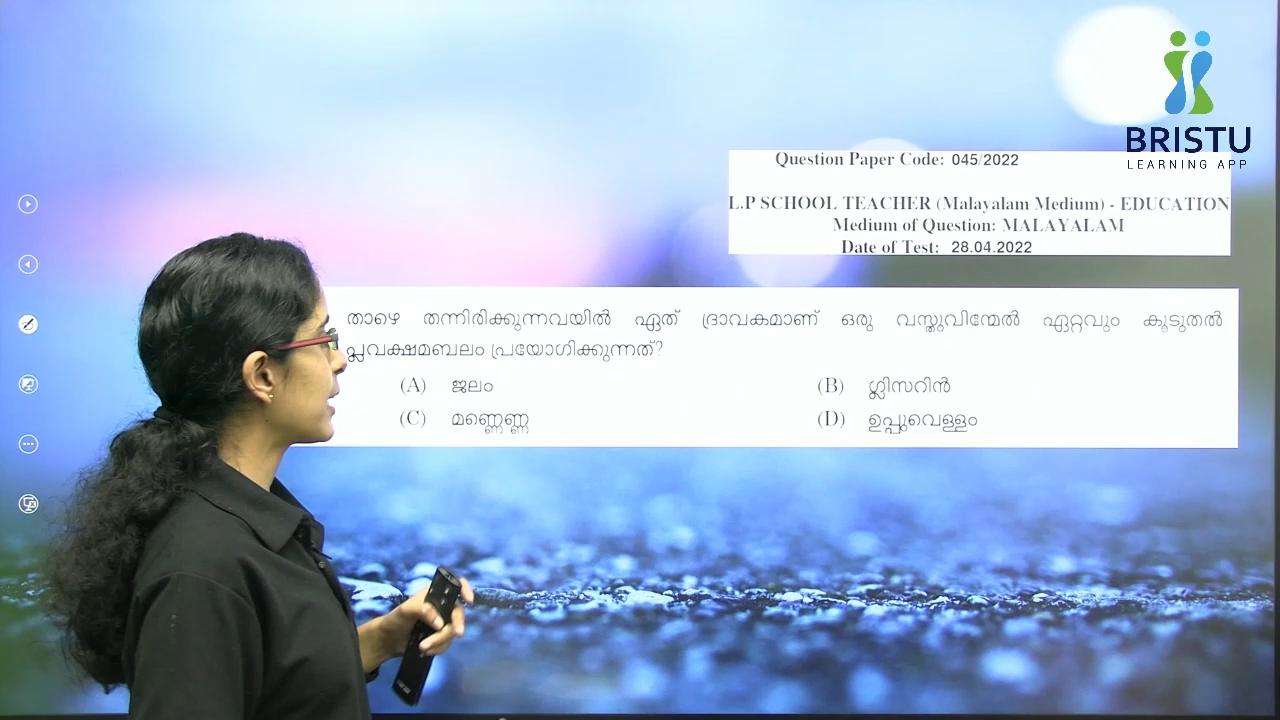 BRISTU
LEARNING APP
Question Paper Code: 045/2022
L.P SCHOOL TEACHER (Malayalam Medium) - EDUCATION
Medium of Question: MALAYALAM
Date of Test: 28.04.2022
താഴെ തന്നിരിക്കുന്നവയിൽ ഏത് ദ്രാവകമാണ് ഒരു വസ്തുവിന്മേൽ ഏറ്റവും കൂടുതൽ
പ്ലവക്ഷമബലം പ്രയോഗിക്കുന്നത്?
(A) ജലം (B) ഗ്ലിസറിൻ
(C) മണ്ണെണ്ണ (D) ഉപ്പുവെള്ളം